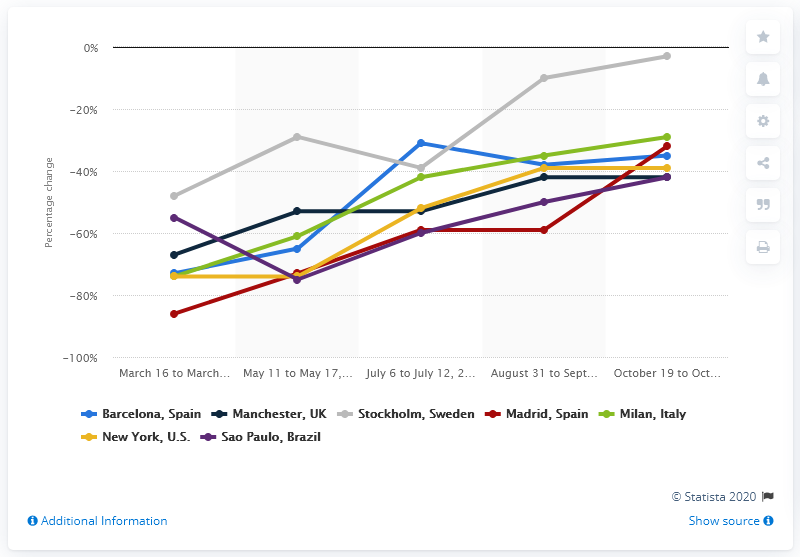 0%
-20%
-40%
-60%
-80%
-100%
Percentage change
March 16 to March...
May 11 to May 17,...
July 6 to July 12, 2...
August 31 to Sept...
October 19 to Oct...
Barcelona, Spain
Manchester, UK
Stockholm, Sweden
Madrid, Spain
Milan, Italy
New York, U.S.
Sao Paulo, Brazil
© Statista 2020
Additional Information
Show source